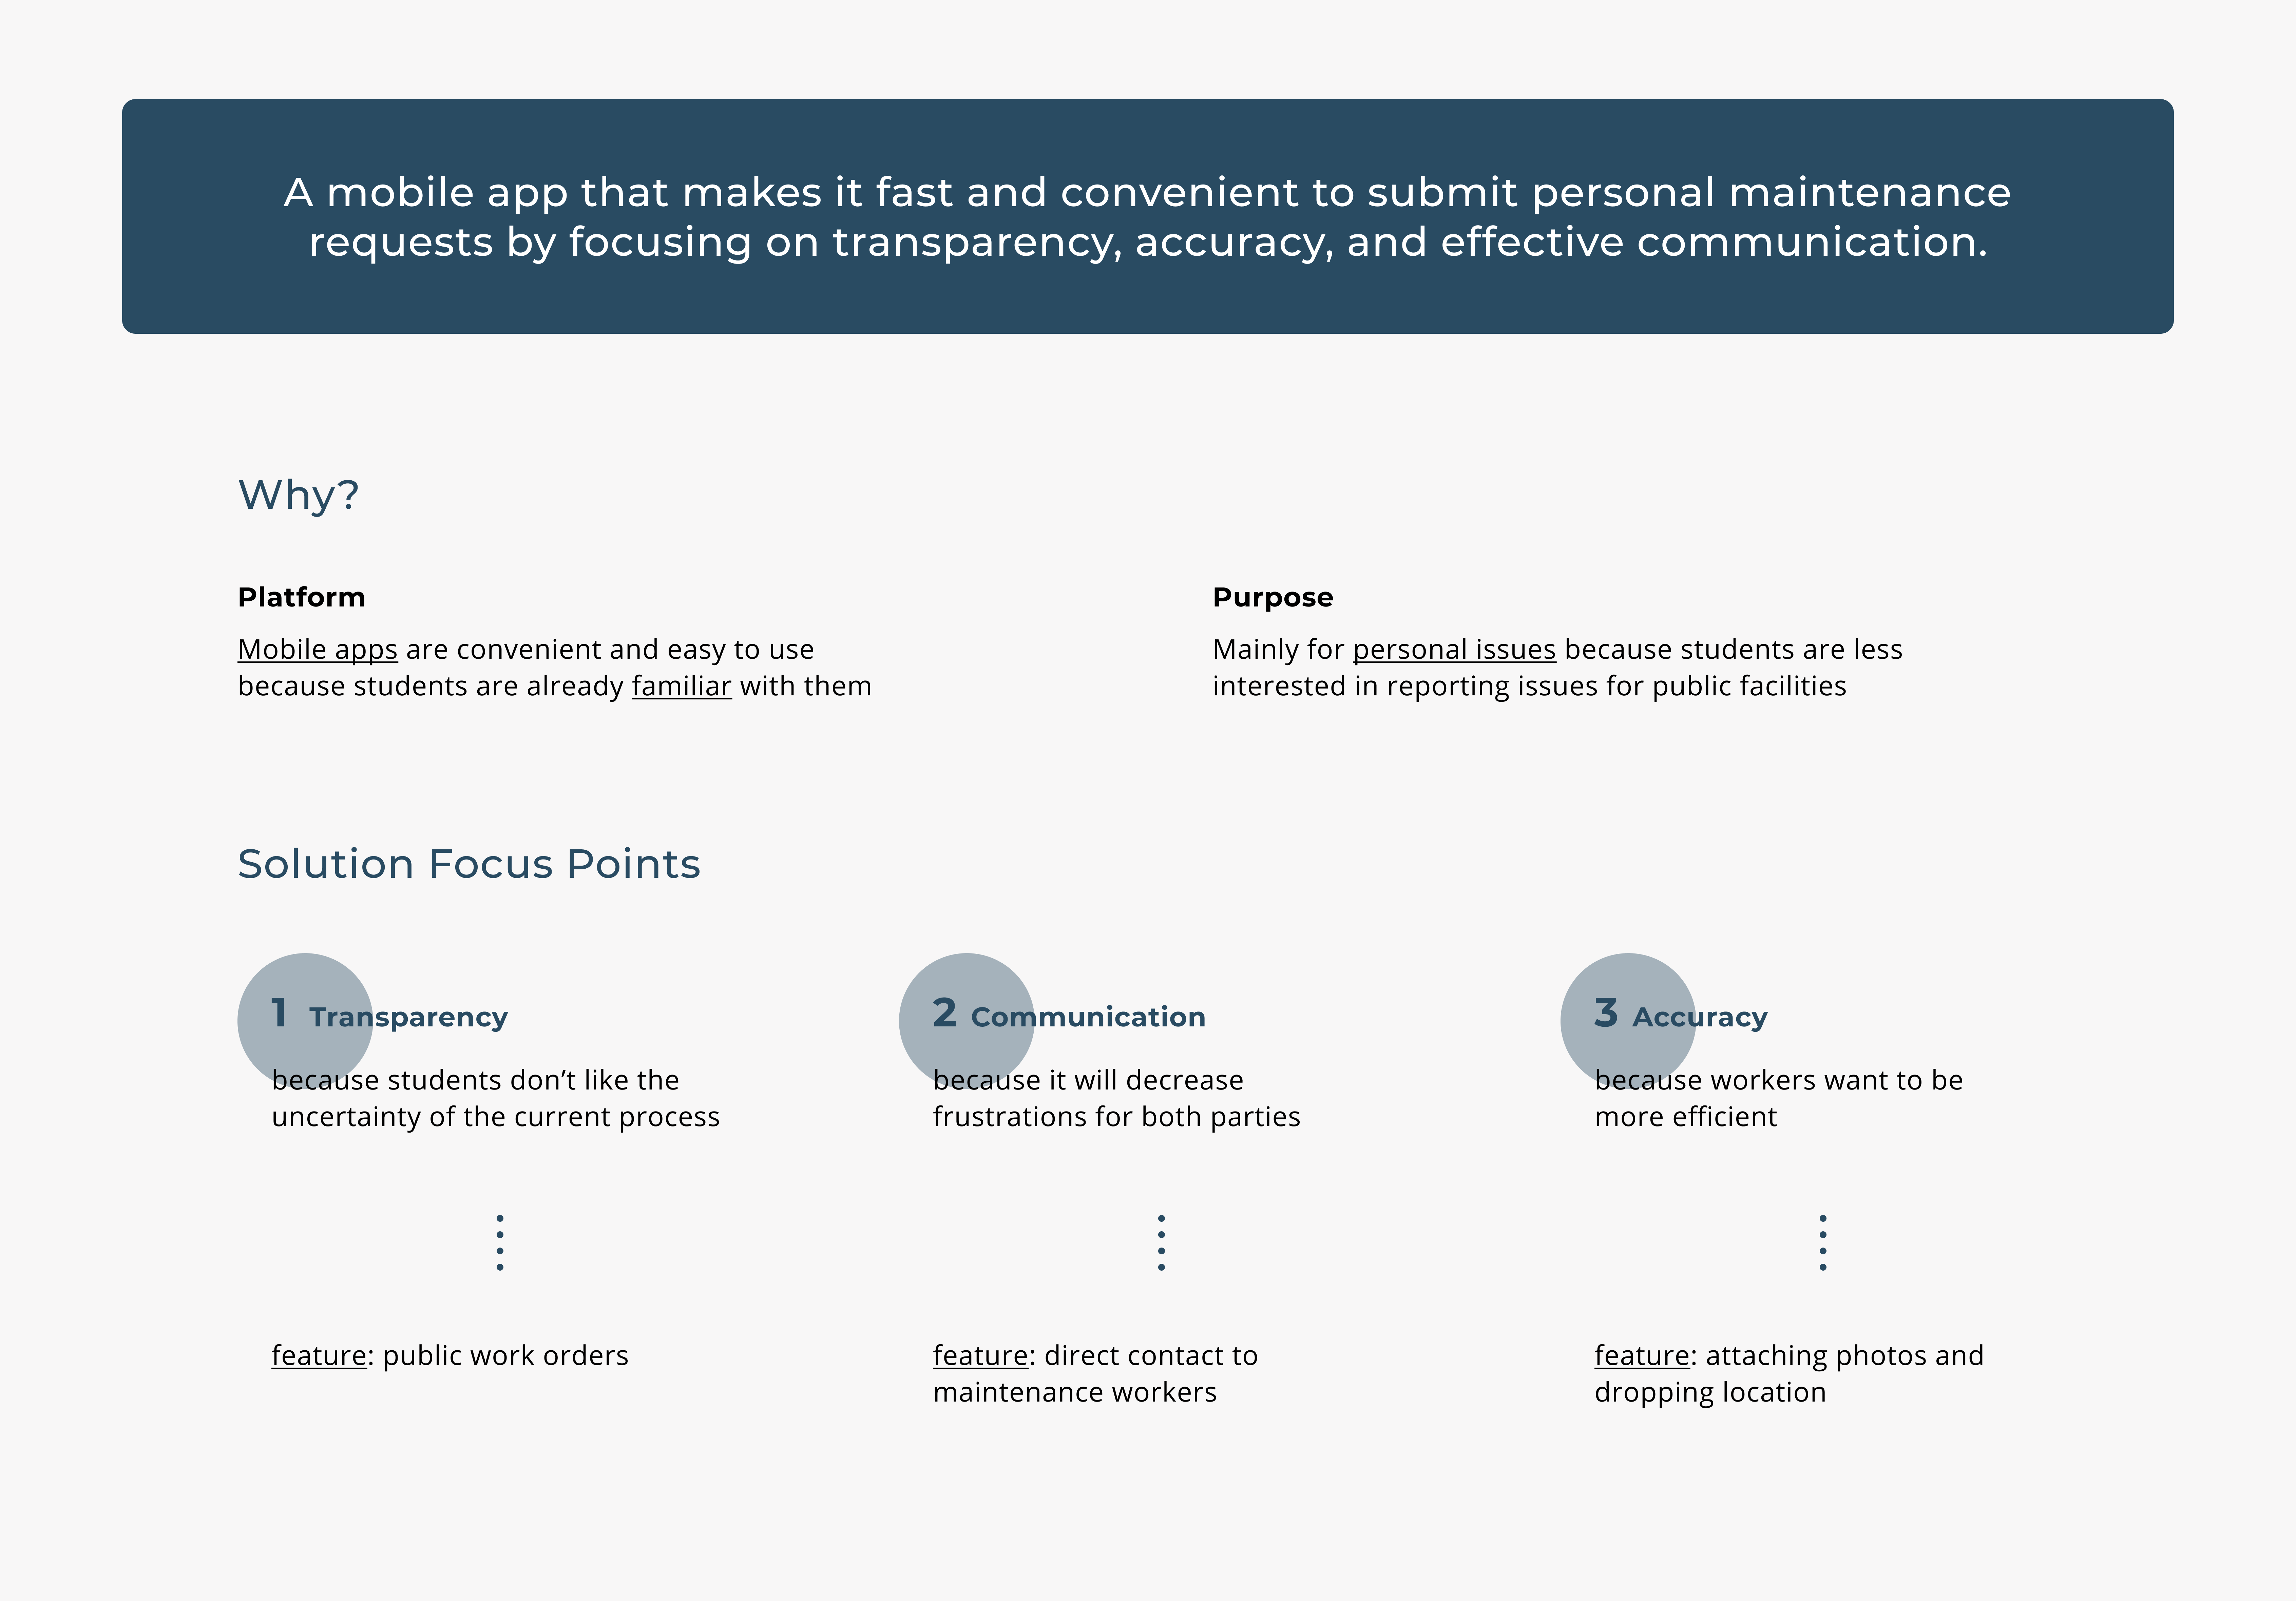 A mobile app that makes it fast and convenient to submit personal maintenance
requests by focusing on transparency, accuracy, and effective communication.
Why?
Platform
Mobile apps are convenient and easy to use
because students are already familiar with them
Purpose
Mainly for personal issues because students are less
interested in reporting issues for public facilities
Solution Focus Points
1 Transparency
because students don’t like the
uncertainty of the current process
feature: public work orders
2 Communication
because it will decrease
frustrations for both parties
feature: direct contact to
maintenance workers
3 Accuracy
because workers want to be
more efficient
feature: attaching photos and
dropping location